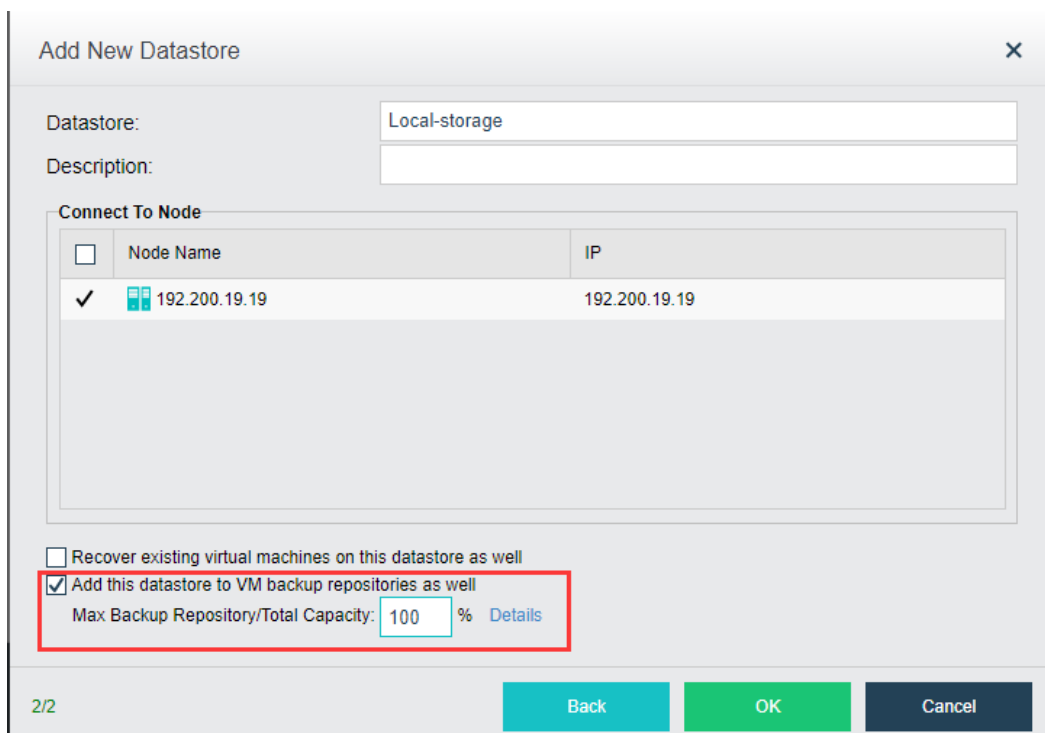 Add New Datastore
Datastore: Local-storage
Description:
Connect To Node
Node Name IP
192.200.19.19 192.200.19.19
Recover existing virtual machines on this datastore as well
Add this datastore to VM backup repositories as well
Max Backup Repository/Total Capacity: 100 % Details
2/2 Back OK Cancel